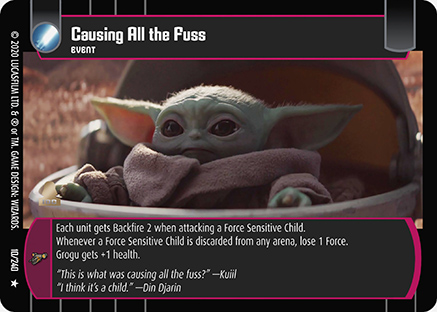 Causing All the Fuss
EVENT
© 2020 LUCASFILM LTD. & ® or TM. GAME DESIGN: WIZARDS.
10/240
Each unit gets Backfire 2 when attacking a Force Sensitive Child.
Whenever a Force Sensitive Child is discarded from any arena, lose 1 Force.
Grogu gets +1 health.
“This is what was causing all the fuss?” —Kuiil
“I think it’s a child.” —Din Djarin